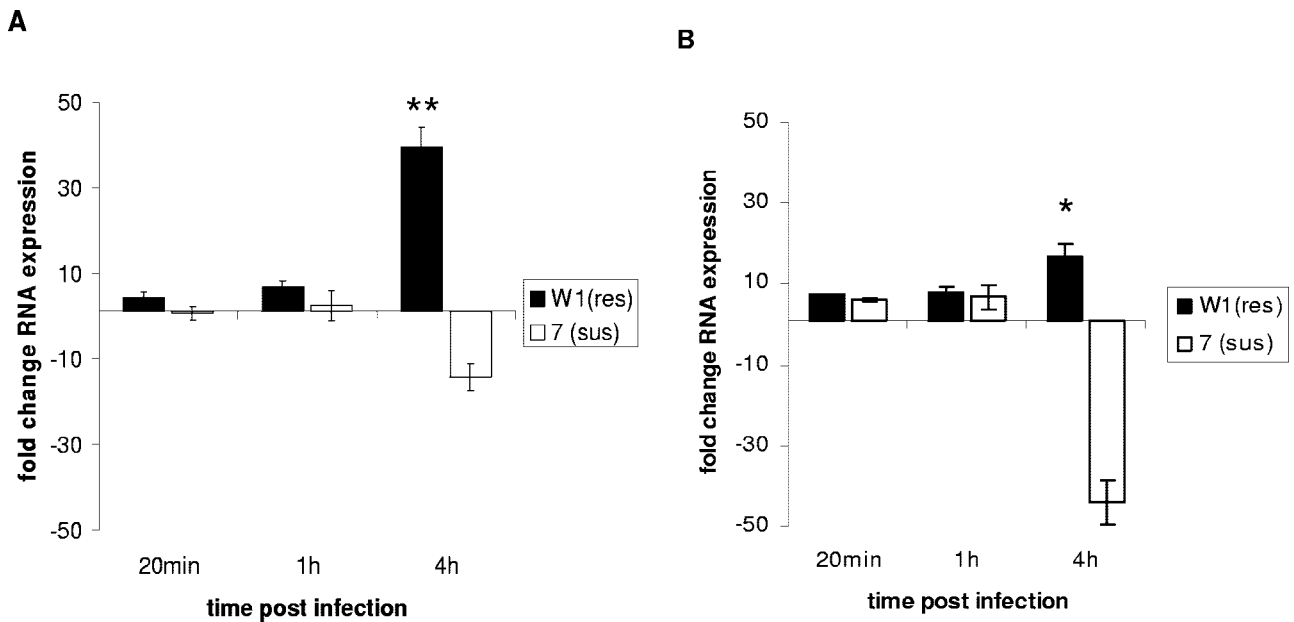 A
50
30
10
-10
-30
-50
fold change RNA expression
**
20min 1h 4h
time post infection
W1(res)
7 (sus)
B
50
30
10
-10
-30
-50
fold change RNA expression
*
20min 1h 4h
time post infection
W1(res)
7 (sus)